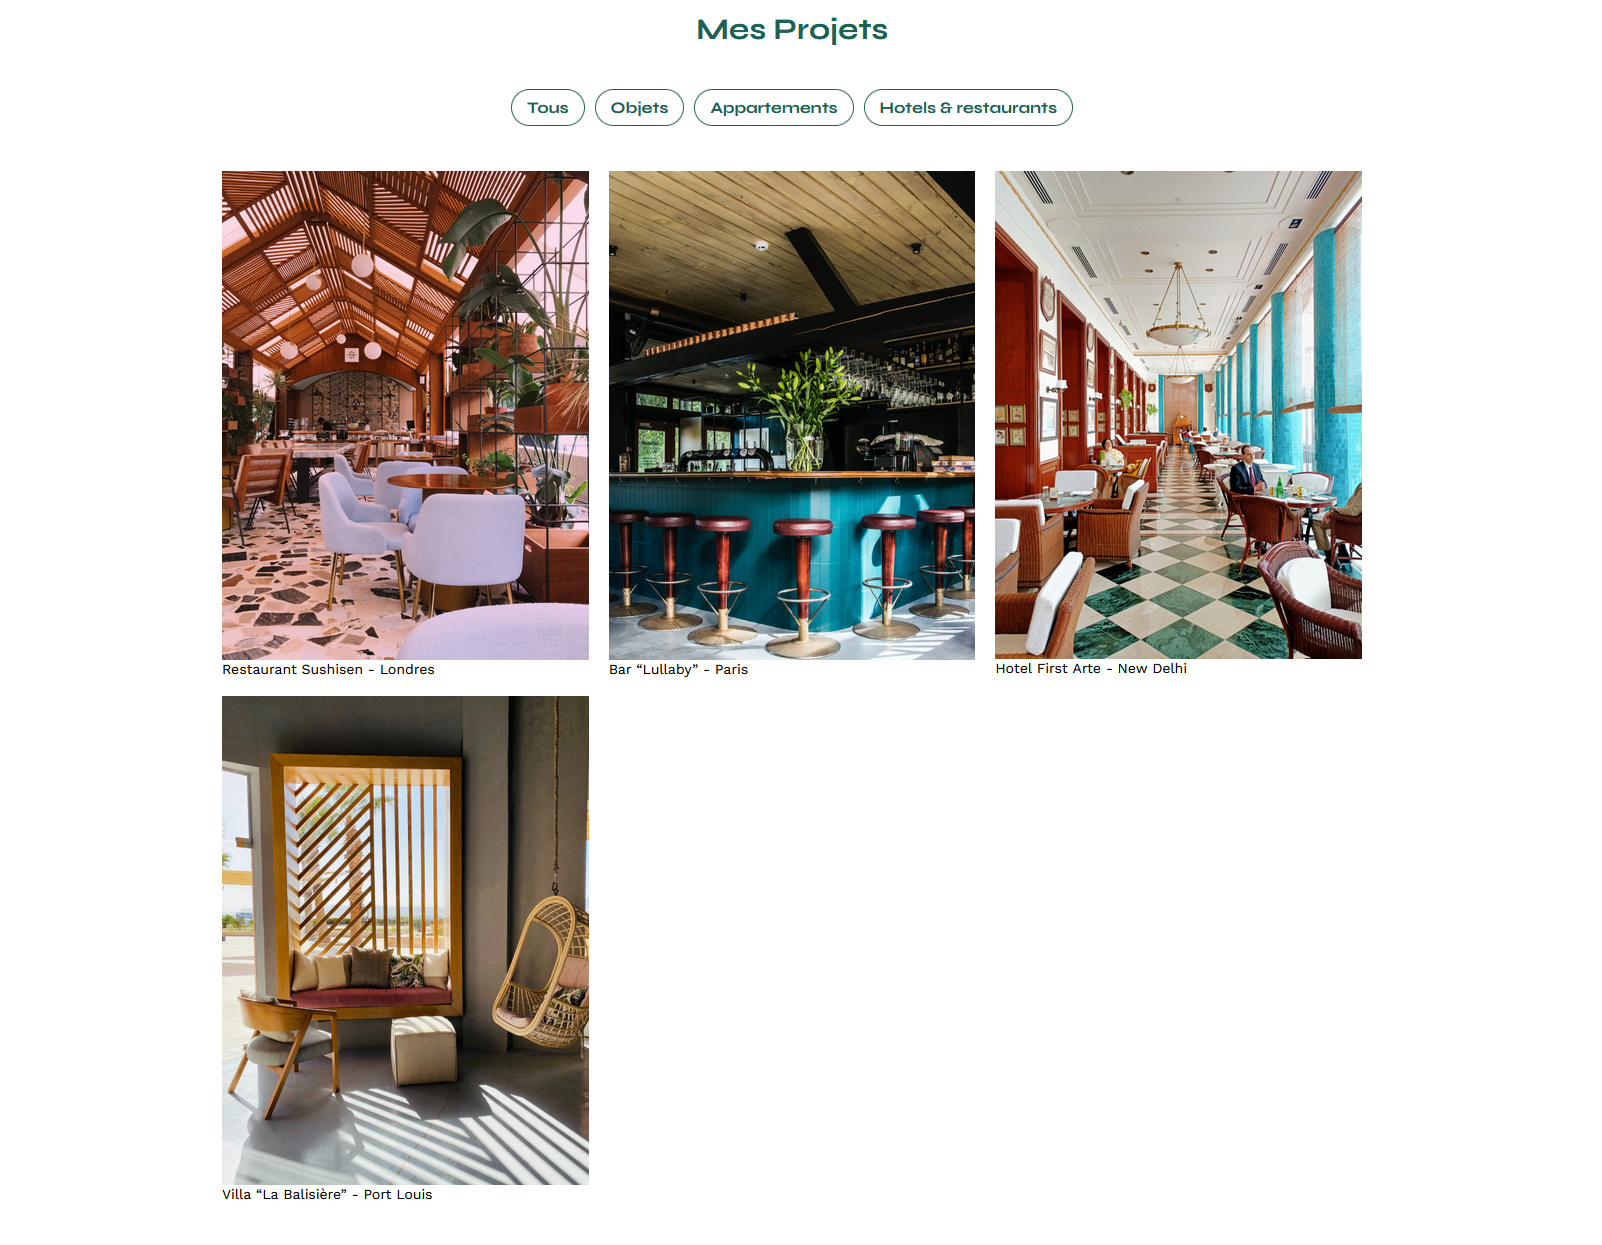 Mes Projets
Tous
Objets
Appartements
Hotels & restaurants
Restaurant Sushisen - Londres
Bar “Lullaby” - Paris
Hotel First Arte - New Delhi
Villa “La Balisière” - Port Louis